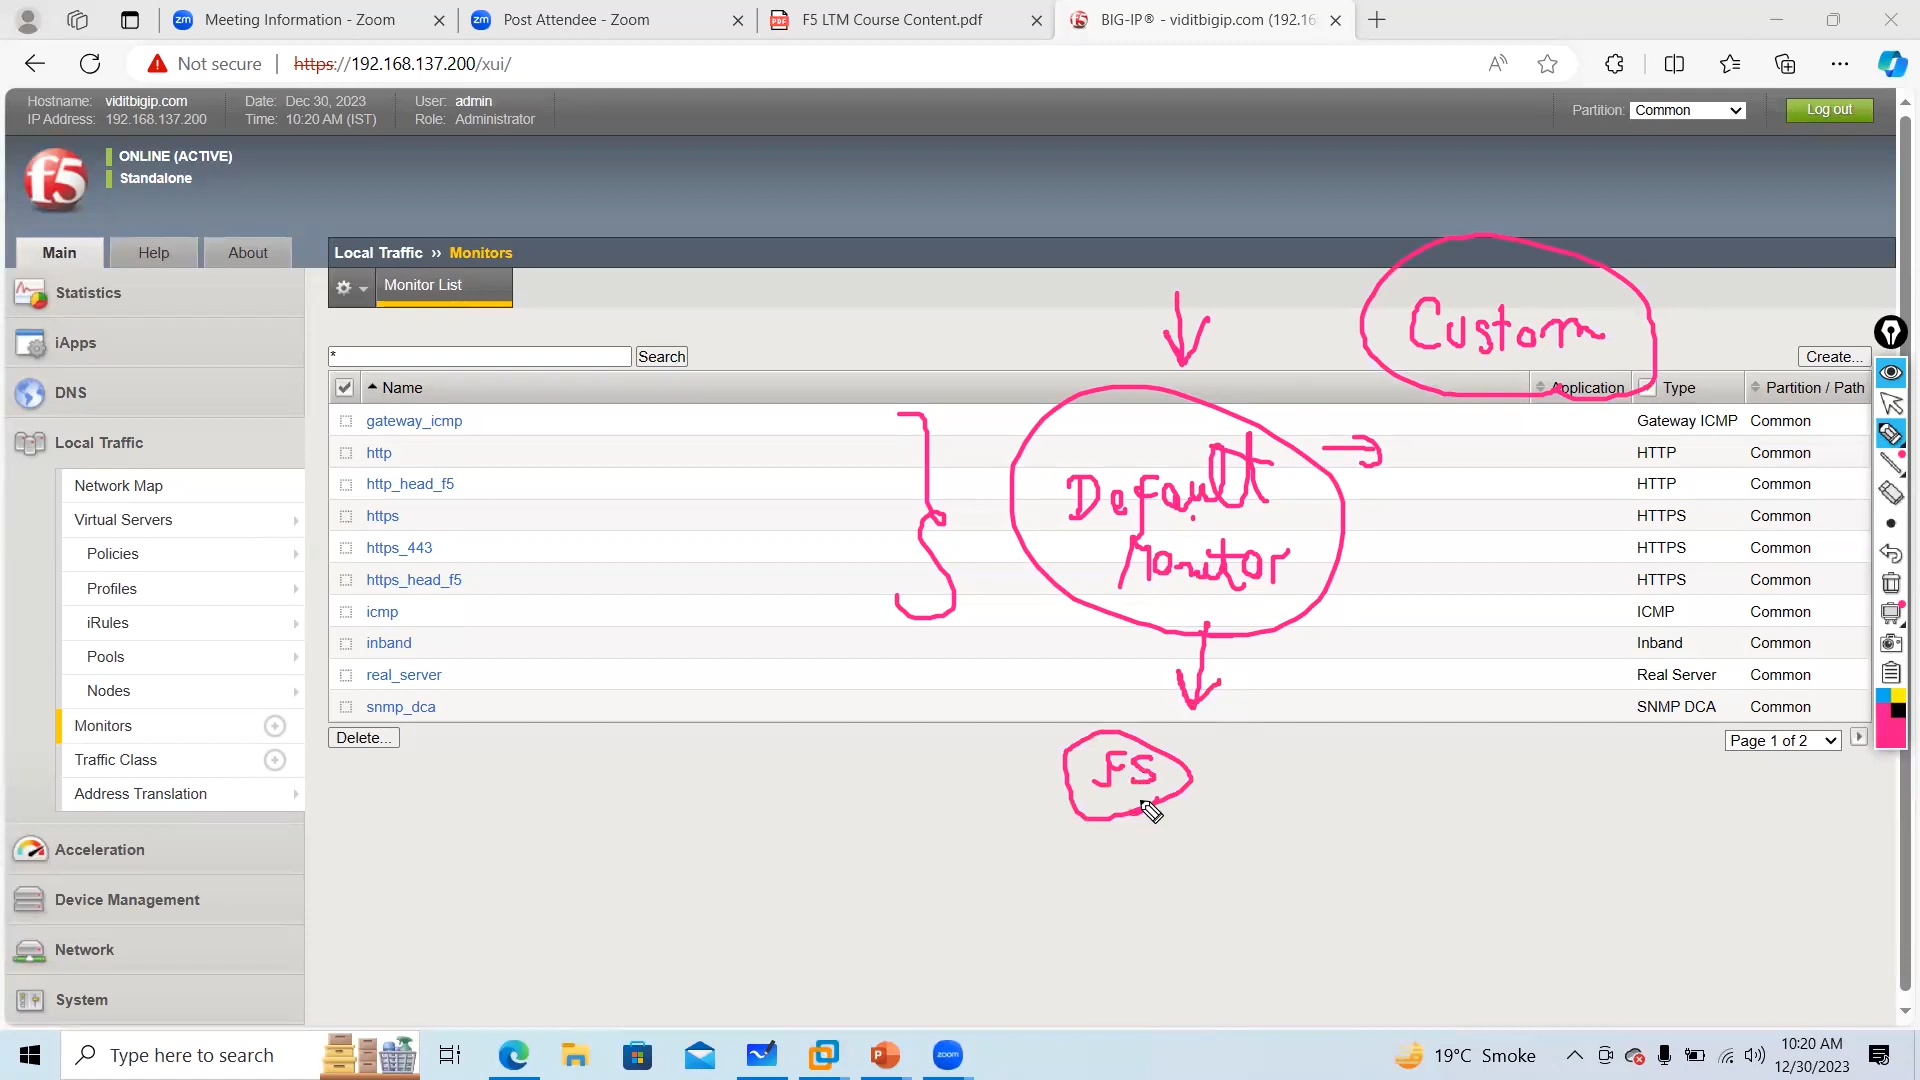 Meeting Information - Zoom
Post Attendee - Zoom
F5 LTM Course Content.pdf
BIG-IP® - viditbigip.com (192.16
Not secure https://192.168.137.200/xui/
Hostname: viditbigip.com Date: Dec 30, 2023 User: admin
IP Address: 192.168.137.200 Time: 10:20 AM (IST) Role: Administrator
Partition: Common Log out
f5
ONLINE (ACTIVE)
Standalone
Main Help About
Local Traffic ›› Monitors
Monitor List
Statistics
iApps
DNS
Local Traffic
Network Map
Virtual Servers
Policies
Profiles
iRules
Pools
Nodes
Monitors
Traffic Class
Address Translation
Acceleration
Device Management
Network
System
Custom
* Search Create...
Name Application Type Partition / Path
gateway_icmp Gateway ICMP Common
http HTTP Common
http_head_f5 HTTP Common
https HTTPS Common
https_443 HTTPS Common
https_head_f5 HTTPS Common
icmp ICMP Common
inband Inband Common
real_server Real Server Common
snmp_dca SNMP DCA Common
Default
Monitor
Delete... Page 1 of 2
F5
Type here to search
zoom
19°C Smoke
10:20 AM
12/30/2023